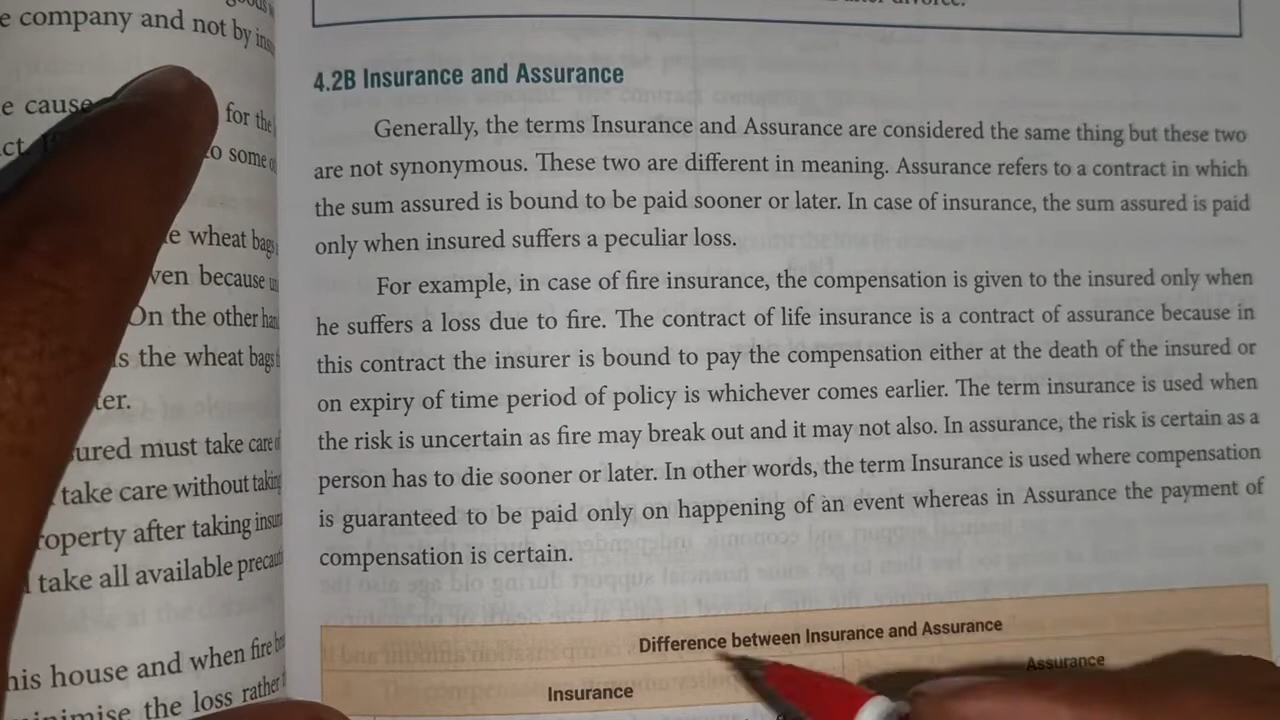 e company and not by
e cause
for the
ct.
to some
e wheat bags
ven because
On the other
is the wheat bags
ter.
ured must take care
take care without taking
roperty after taking
take all available
his house and when fire
inimise the loss rather
divorce.
4.2B Insurance and Assurance
Generally, the terms Insurance and Assurance are considered the same thing but these two
are not synonymous. These two are different in meaning. Assurance refers to a contract in which
the sum assured is bound to be paid sooner or later. In case of insurance, the sum assured is paid
only when insured suffers a peculiar loss.
For example, in case of fire insurance, the compensation is given to the insured only when
he suffers a loss due to fire. The contract of life insurance is a contract of assurance because in
this contract the insurer is bound to pay the compensation either at the death of the insured or
on expiry of time period of policy is whichever comes earlier. The term insurance is used when
the risk is uncertain as fire may break out and it may not also. In assurance, the risk is certain as a
person has to die sooner or later. In other words, the term Insurance is used where compensation
is guaranteed to be paid only on happening of an event whereas in Assurance the payment of
compensation is certain.
Difference between Insurance and Assurance
Insurance Assurance